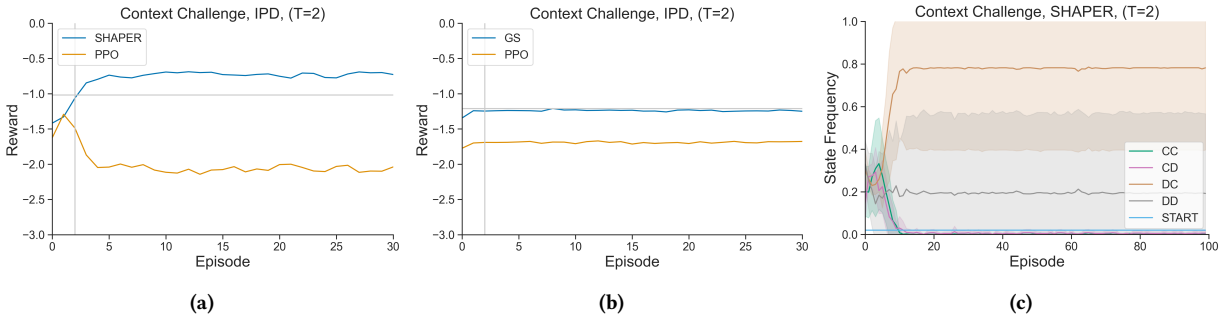 Context Challenge, IPD, (T=2)
0.0
−0.5
−1.0
−1.5
−2.0
−2.5
−3.0
Reward
SHAPER
PPO
0 5 10 15 20 25 30
Episode
(a)
Context Challenge, IPD, (T=2)
0.0
−0.5
−1.0
−1.5
−2.0
−2.5
−3.0
Reward
GS
PPO
0 5 10 15 20 25 30
Episode
(b)
Context Challenge, SHAPER, (T=2)
1.0
0.8
0.6
0.4
0.2
0.0
State Frequency
CC
CD
DC
DD
START
0 20 40 60 80 100
Episode
(c)